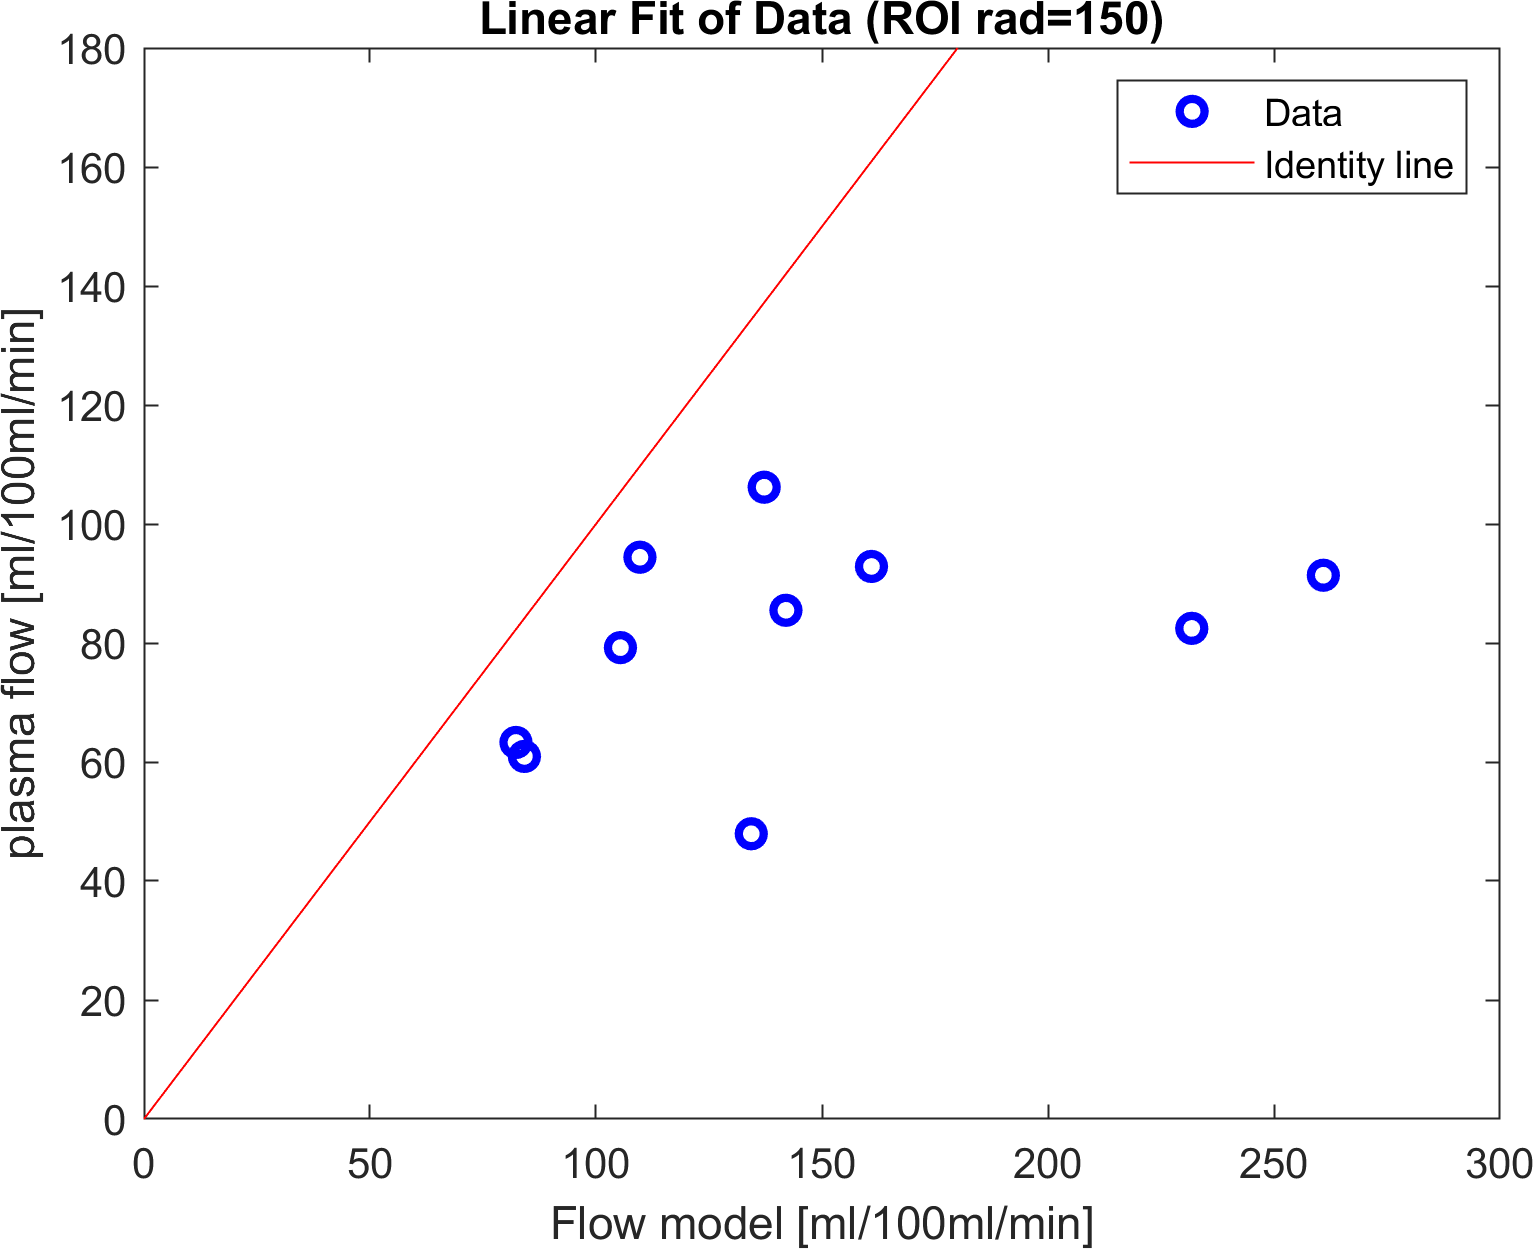 Linear Fit of Data (ROI rad=150)
180
160
140
120
100
80
60
40
20
0
plasma flow [ml/100ml/min]
Data
Identity line
0 50 100 150 200 250 300
Flow model [ml/100ml/min]